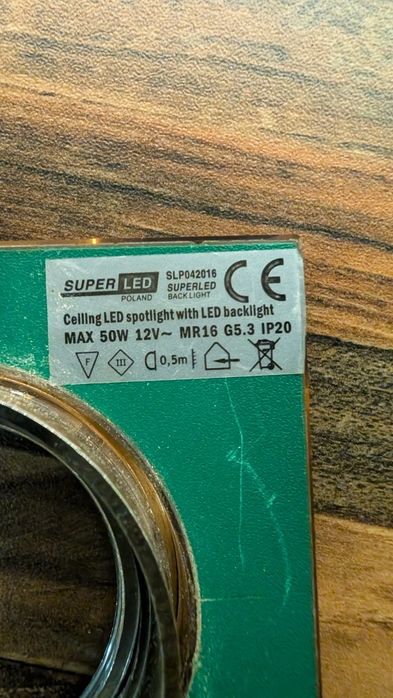 SUPER LED
POLAND
SLP042016
SUPERLED
BACK LIGHT
CE
Ceiling LED spotlight with LED backlight
MAX 50W 12V~ MR16 G5.3 IP20
F III 0,5m